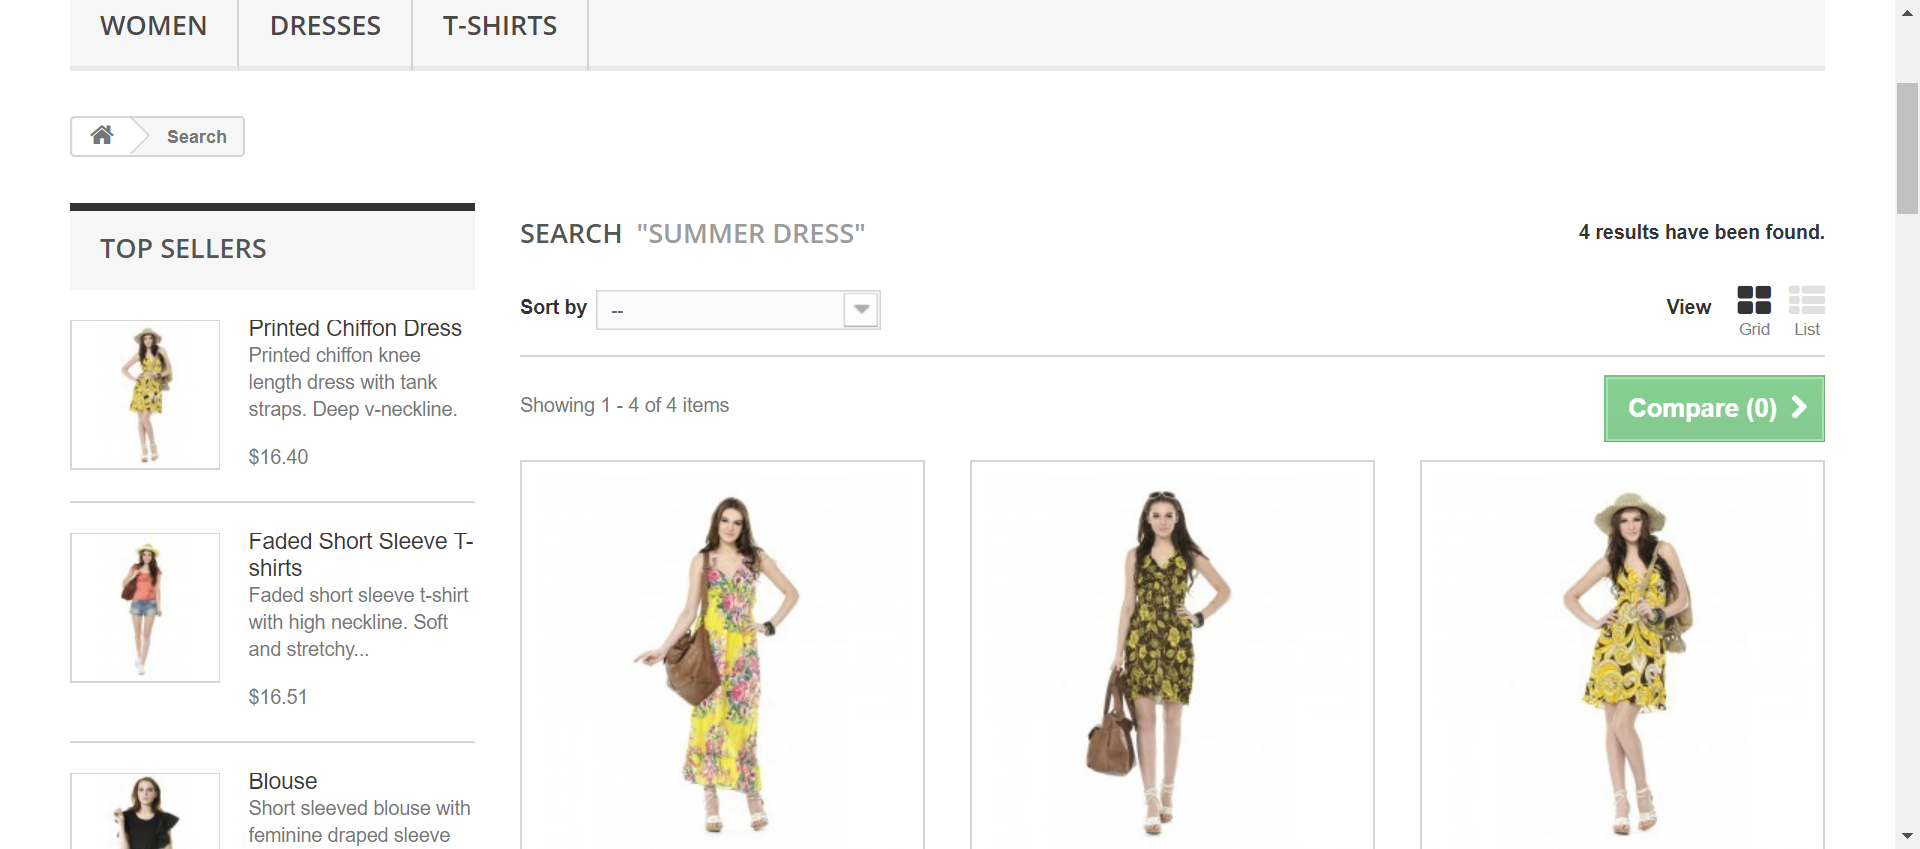 WOMEN
DRESSES
T-SHIRTS
Search
TOP SELLERS
Printed Chiffon Dress
Printed chiffon knee
length dress with tank
straps. Deep v-neckline.
$16.40
Faded Short Sleeve T-
shirts
Faded short sleeve t-shirt
with high neckline. Soft
and stretchy...
$16.51
Blouse
Short sleeved blouse with
feminine draped sleeve
SEARCH "SUMMER DRESS"
4 results have been found.
Sort by --
View
Grid
List
Showing 1 - 4 of 4 items
Compare (0)